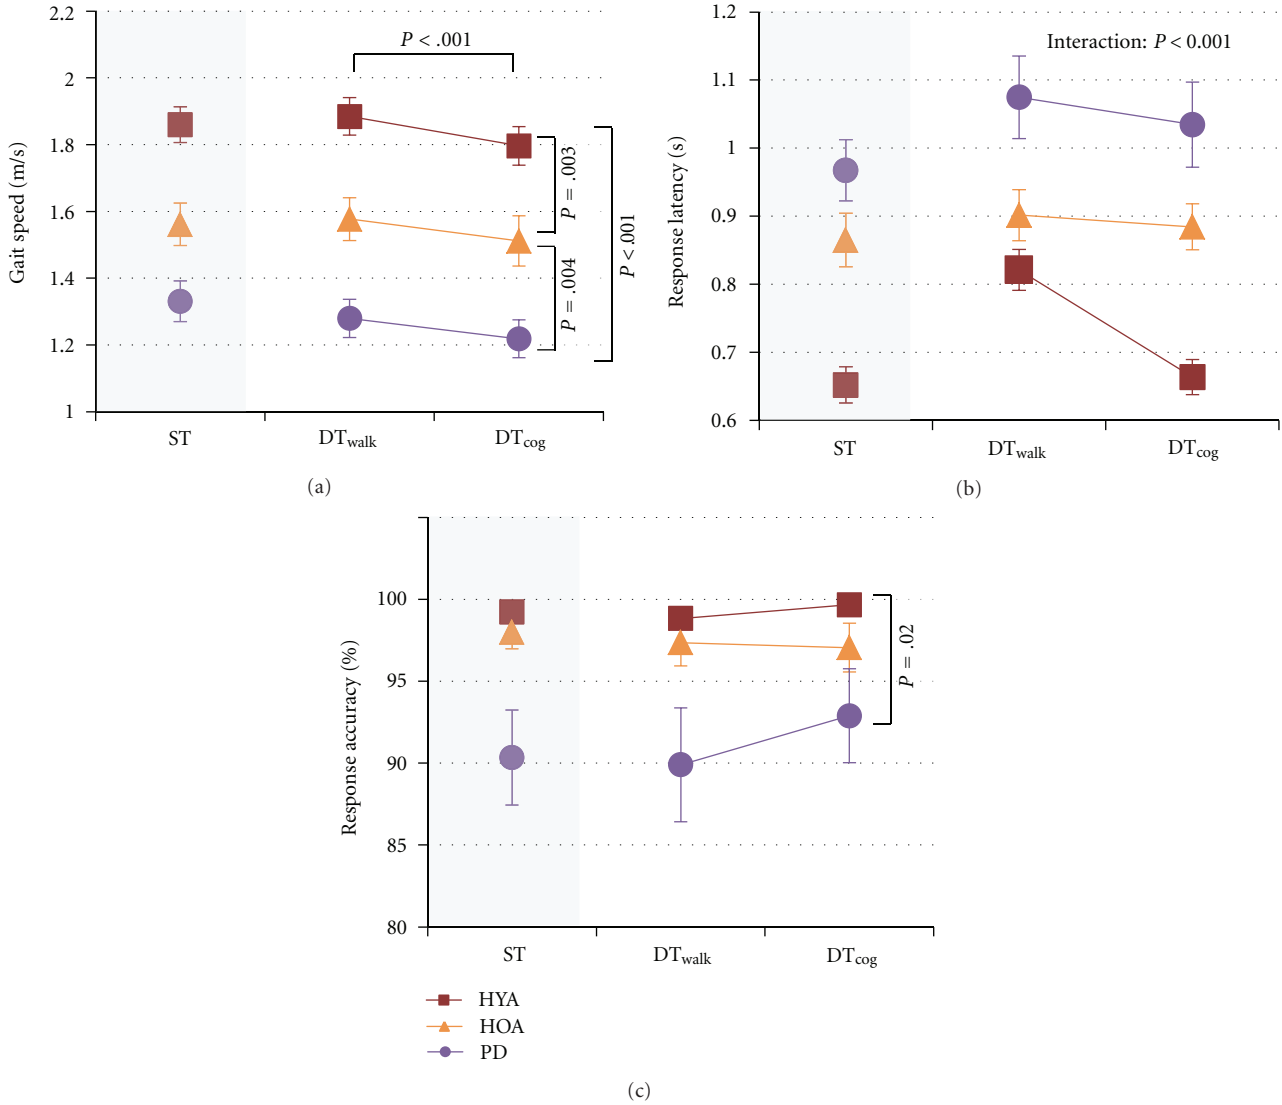 2.2
2
1.8
1.6
1.4
1.3
1.2
1
Gait speed (m/s)
P < .001
P = .003
P = .004
P < .001
ST
DTwalk
DTcog
(a)
1.2
1.1
1
0.9
0.8
0.7
0.6
Response latency (s)
Interaction: P < 0.001
ST
DTwalk
DTcog
(b)
100
95
90
85
80
Response accuracy (%)
P = .02
ST
DTwalk
DTcog
HYA
HOA
PD
(c)